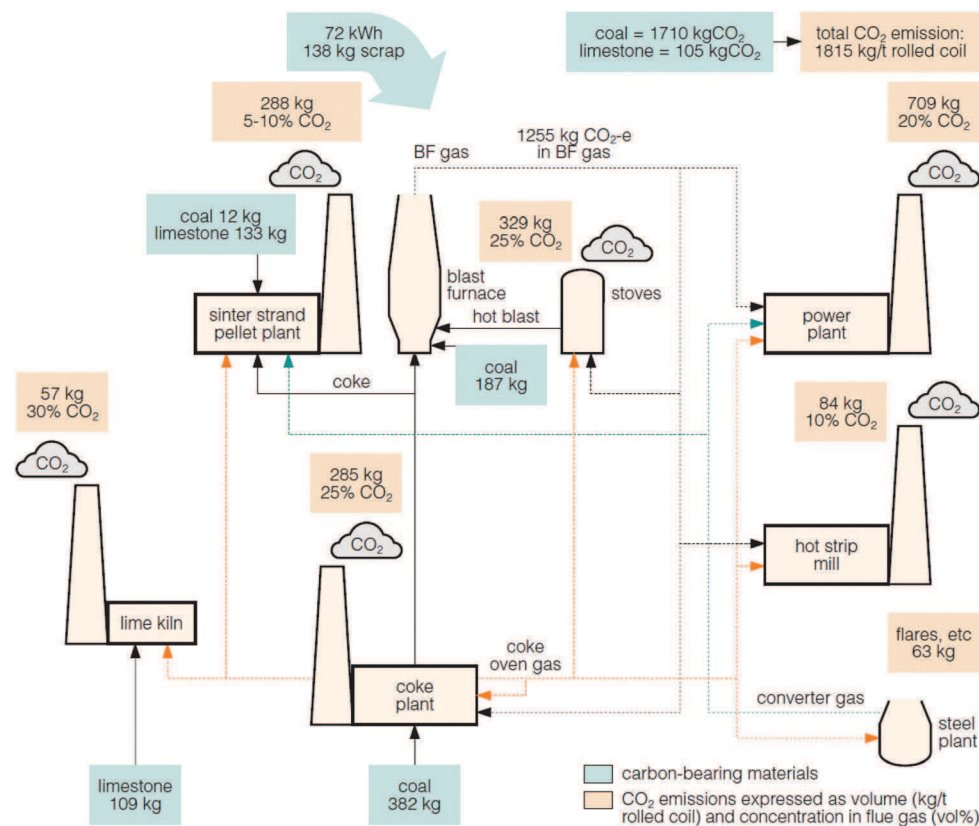 72 kWh
138 kg scrap
coal = 1710 kgCO₂
limestone = 105 kgCO₂
total CO₂ emission:
1815 kg/t rolled coil
288 kg
5-10% CO₂
CO₂
BF gas
1255 kg CO₂-e
in BF gas
709 kg
20% CO₂
CO₂
coal 12 kg
limestone 133 kg
329 kg
25% CO₂
CO₂
sinter strand
pellet plant
blast
furnace
hot blast
stoves
power
plant
coke
coal
187 kg
57 kg
30% CO₂
CO₂
84 kg
10% CO₂
CO₂
285 kg
25% CO₂
CO₂
hot strip
mill
lime kiln
coke
oven gas
coke
plant
flares, etc
63 kg
converter gas
steel
plant
limestone
109 kg
coal
382 kg
carbon-bearing materials
CO₂ emissions expressed as volume (kg/t
rolled coil) and concentration in flue gas (vol%)